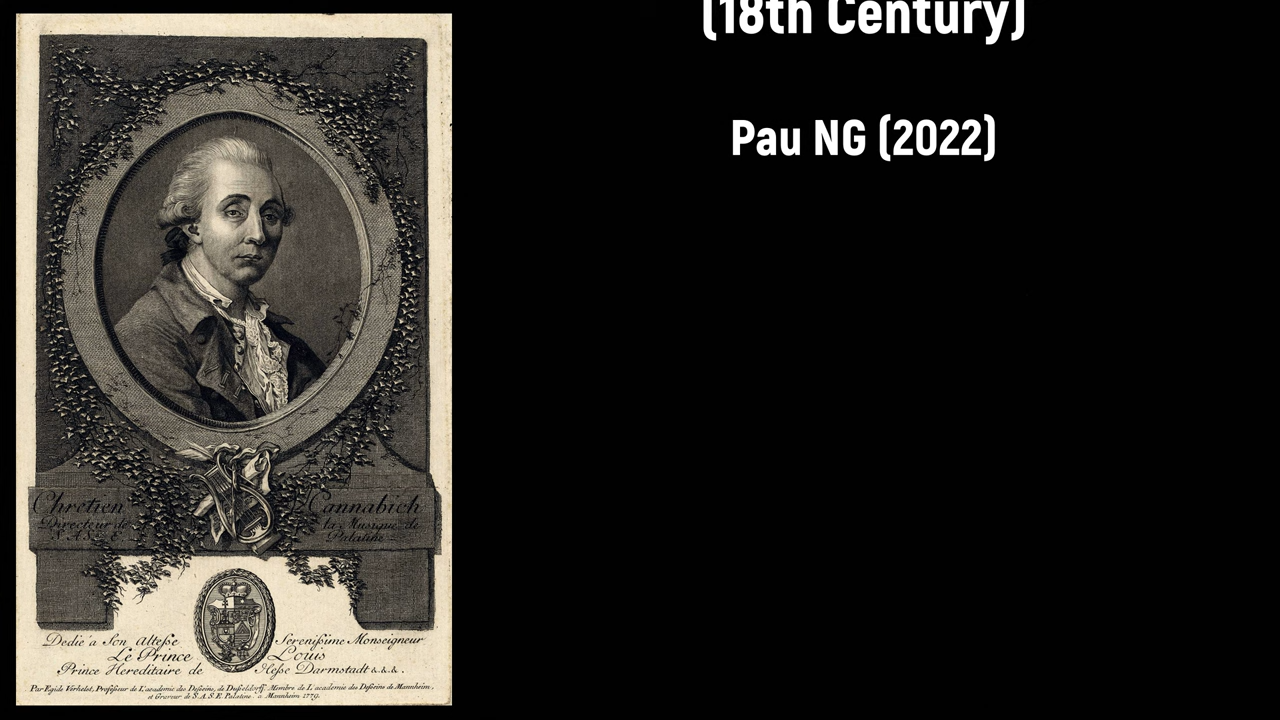 (18th Century)
Pau NG (2022)
Chretien Cannabich
Directeur de la Musique de
S. A. S. E. Palatine
Dedié a Son Alteſse Sereniſsime Monseigneur
Le Prince Louis
Prince Hereditaire de Heſse Darmstadt &.&.&.
Par Egide Verhelst, Profeſseur de L'academie des Deſseins, de Duſseldorff, Membre de L'academie des Deſseins de Mannheim,
et Graveur de S. A. S. E. Palatine. a Mannheim 1779.